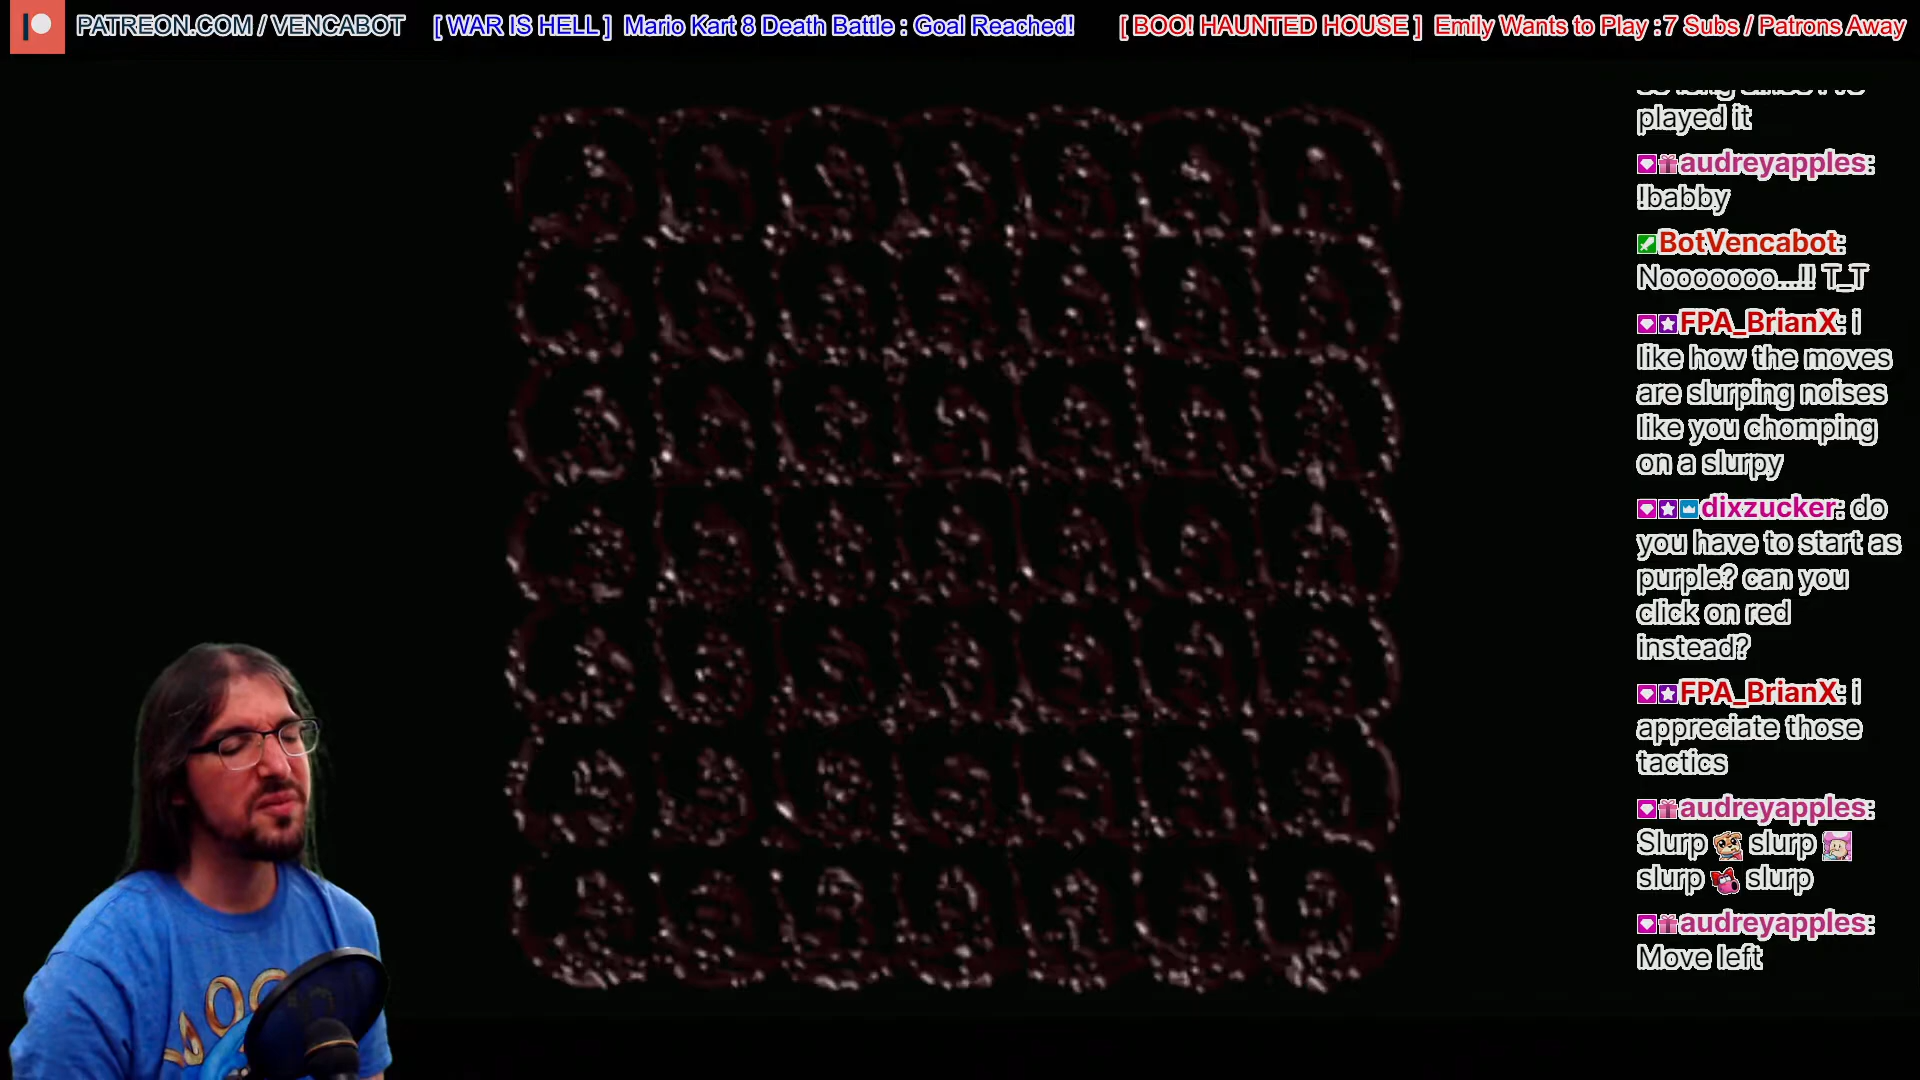 PATREON.COM / VENCABOT [ WAR IS HELL ] Mario Kart 8 Death Battle : Goal Reached! [ BOO! HAUNTED HOUSE ] Emily Wants to Play : 7 Subs / Patrons Away
played it
audreyapples:
!babby
BotVencabot:
Nooooooo...!! T_T
FPA_BrianX: i
like how the moves
are slurping noises
like you chomping
on a slurpy
dixzucker: do
you have to start as
purple? can you
click on red
instead?
FPA_BrianX: i
appreciate those
tactics
audreyapples:
Slurp slurp
slurp slurp
audreyapples:
Move left